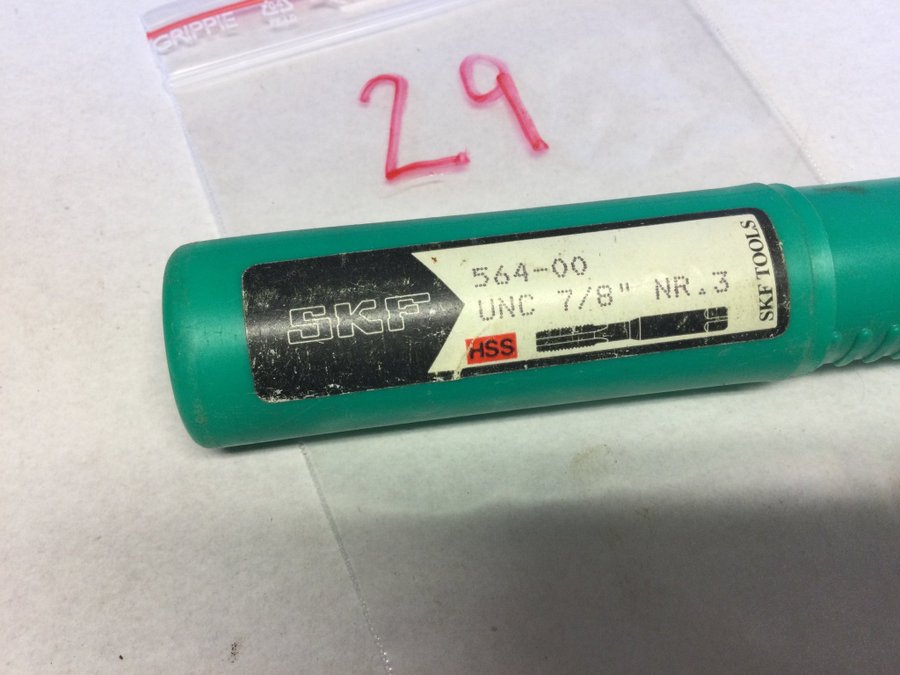 GRIPPIE
29
SKF
564-00
UNC 7/8" NR.3
HSS
SKF TOOLS